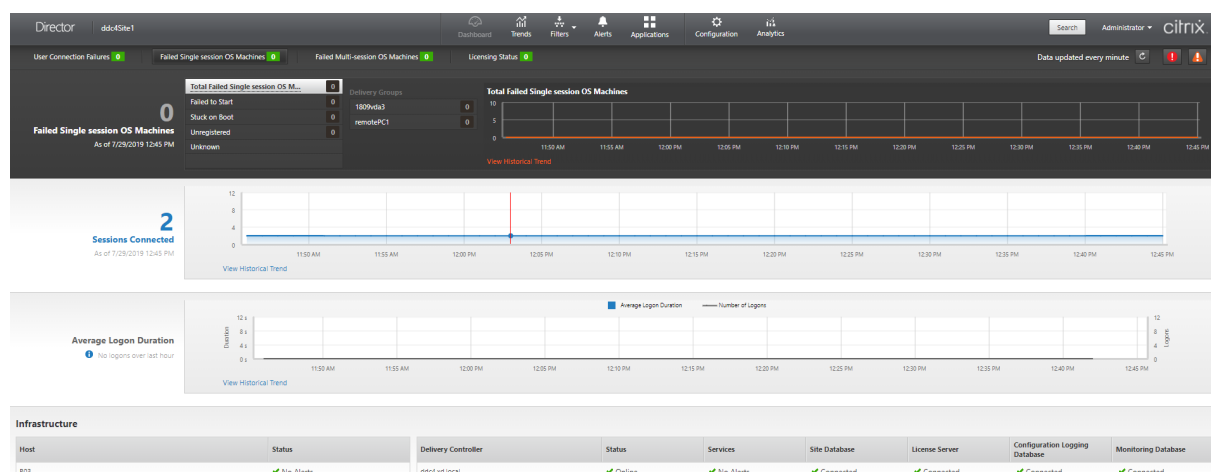 Director ddc4Site1 Dashboard Trends Filters Alerts Applications Configuration Analytics Search Administrator citrix
User Connection Failures 0 Failed Single session OS Machines 0 Failed Multi-session OS Machines 0 Licensing Status 0 Data updated every minute
0
Failed Single session OS Machines
As of 7/29/2019 12:45 PM
Total Failed Single session OS M... 0
Failed to Start 0
Stuck on Boot 0
Unregistered 0
Unknown
Delivery Groups
1809vda3 0
remotePC1 0
Total Failed Single session OS Machines
10
5
0
11:50 AM 11:55 AM 12:00 PM 12:05 PM 12:10 PM 12:15 PM 12:20 PM 12:25 PM 12:30 PM 12:35 PM 12:40 PM 12:45 PM
View Historical Trend
2
Sessions Connected
As of 7/29/2019 12:45 PM
12
8
4
0
11:50 AM 11:55 AM 12:00 PM 12:05 PM 12:10 PM 12:15 PM 12:20 PM 12:25 PM 12:30 PM 12:35 PM 12:40 PM 12:45 PM
View Historical Trend
Average Logon Duration
No logons over last hour
Average Logon Duration Number of Logons
Duration
12 s
8 s
4 s
0 s
12
8
4
0
Logons
11:50 AM 11:55 AM 12:00 PM 12:05 PM 12:10 PM 12:15 PM 12:20 PM 12:25 PM 12:30 PM 12:35 PM 12:40 PM 12:45 PM
View Historical Trend
Infrastructure
Host Status Delivery Controller Status Services Site Database License Server Configuration Logging Database Monitoring Database
No Alerts ddc4.xd.local Online No Alerts Connected Connected Connected Connected